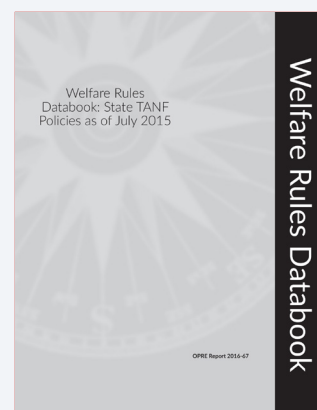 Welfare Rules
Databook: State TANF
Policies as of July 2015
Welfare Rules Databook
OPRE Report 2016-67